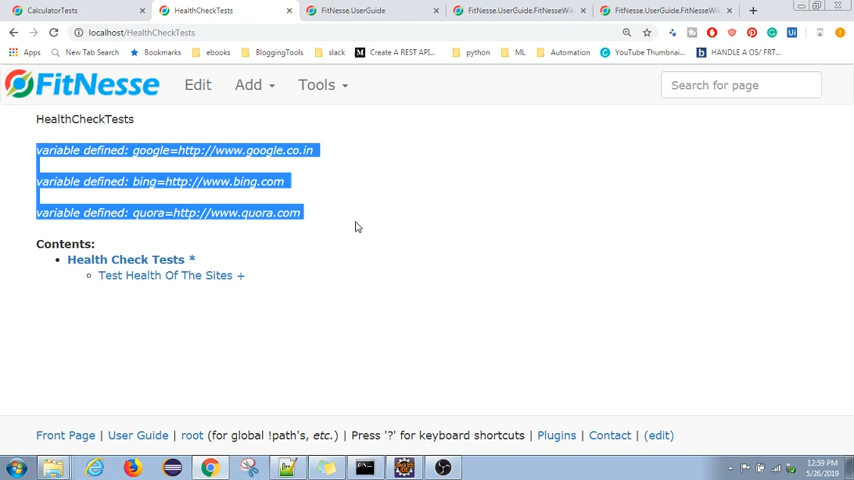 CalculatorTests
HealthCheckTests
FitNesse.UserGuide
FitNesse.UserGuide.FitNesseWik
FitNesse.UserGuide.FitNesseWik
localhost/HealthCheckTests
Apps
New Tab Search
Bookmarks
ebooks
BloggingTools
slack
Create A REST API...
python
ML
Automation
YouTube Thumbnai...
HANDLE A OS/ FRT...
FitNesse
Edit
Add
Tools
Search for page
HealthCheckTests
variable defined: google=http://www.google.co.in
variable defined: bing=http://www.bing.com
variable defined: quora=http://www.quora.com
Contents:
Health Check Tests *
Test Health Of The Sites +
Front Page | User Guide | root (for global !path's, etc.) | Press '?' for keyboard shortcuts | Plugins | Contact | (edit)
12:59 PM
5/26/2019